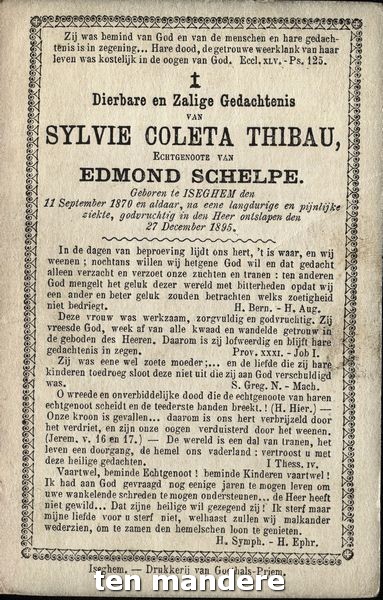 Zij was bemind van God en van de menschen en hare gedach-
tenis is in zegening... Hare dood, de getrouwe weerklank van haar
leven was kostelijk in de oogen van God. Eccl. XLV. - Ps. 125.
Dierbare en Zalige Gedachtenis
VAN
SYLVIE COLETA THIBAU,
ECHTGENOOTE VAN
EDMOND SCHELPE.
Geboren te ISEGHEM den
11 September 1870 en aldaar, na eene langdurige en pijnlijke
ziekte, godvruchtig in den Heer ontslapen den
27 December 1895.
In de dagen van beproeving lijdt ons hert, 't is waar, en wij
weenen; nochtans willen wij hetgene God wil en dat gedacht
alleen verzacht en verzoet onze zuchten en tranen: ten anderen
God mengelt het geluk dezer wereld met bitterheden opdat wij
een ander en beter geluk zouden betrachten welks zoetigheid
niet bedriegt. H. Bern. - H. Aug.
Deze vrouw was werkzaam, zorgvuldig en godvruchtig. Zij
vreesde God, week af van alle kwaad en wandelde getrouw in
de geboden des Heeren. Daarom is zij lofweerdig en blijft hare
gedachtenis in zegen. Prov. XXXI. - Job I.
Zij was eene wel zoete moeder;... en de liefde die zij hare
kinderen toedroeg sloot deze niet uit die zij aan God verschuldigd
was. S. Greg. N. - Mach.
O wreede en onverbiddelijke dood die de echtgenoote van haren
echtgenoot scheidt en de teederste banden breekt.! (H. Hier.) —
Onze kroon is gevallen... daarom is ons hert verbrijzeld door
het verdriet, en zijn onze oogen verduisterd door het weenen.
(Jerem. v. 16 en 17.) — De wereld is een dal van tranen, het
leven een doorgang, de hemel ons vaderland: vertroost u met
deze heilige gedachten. I Thess. IV.
Vaartwel, beminde Echtgenoot! beminde Kinderen vaartwel!
Ik had aan God gevraagd nog eenige jaren te mogen leven om
uwe wankelende schreden te mogen ondersteunen... de Heer heeft
niet gewild... Dat zijne heilige wil gezegend zij! Ik sterf maar
mijne liefde voor u sterf niet, welhaast zullen wij malkander
wederzien, om te zamen den hemelschen loon te genieten.
H. Symph. - H. Ephr.
Iseghem. — Drukkerij van Gochals-Priem
ten mandere